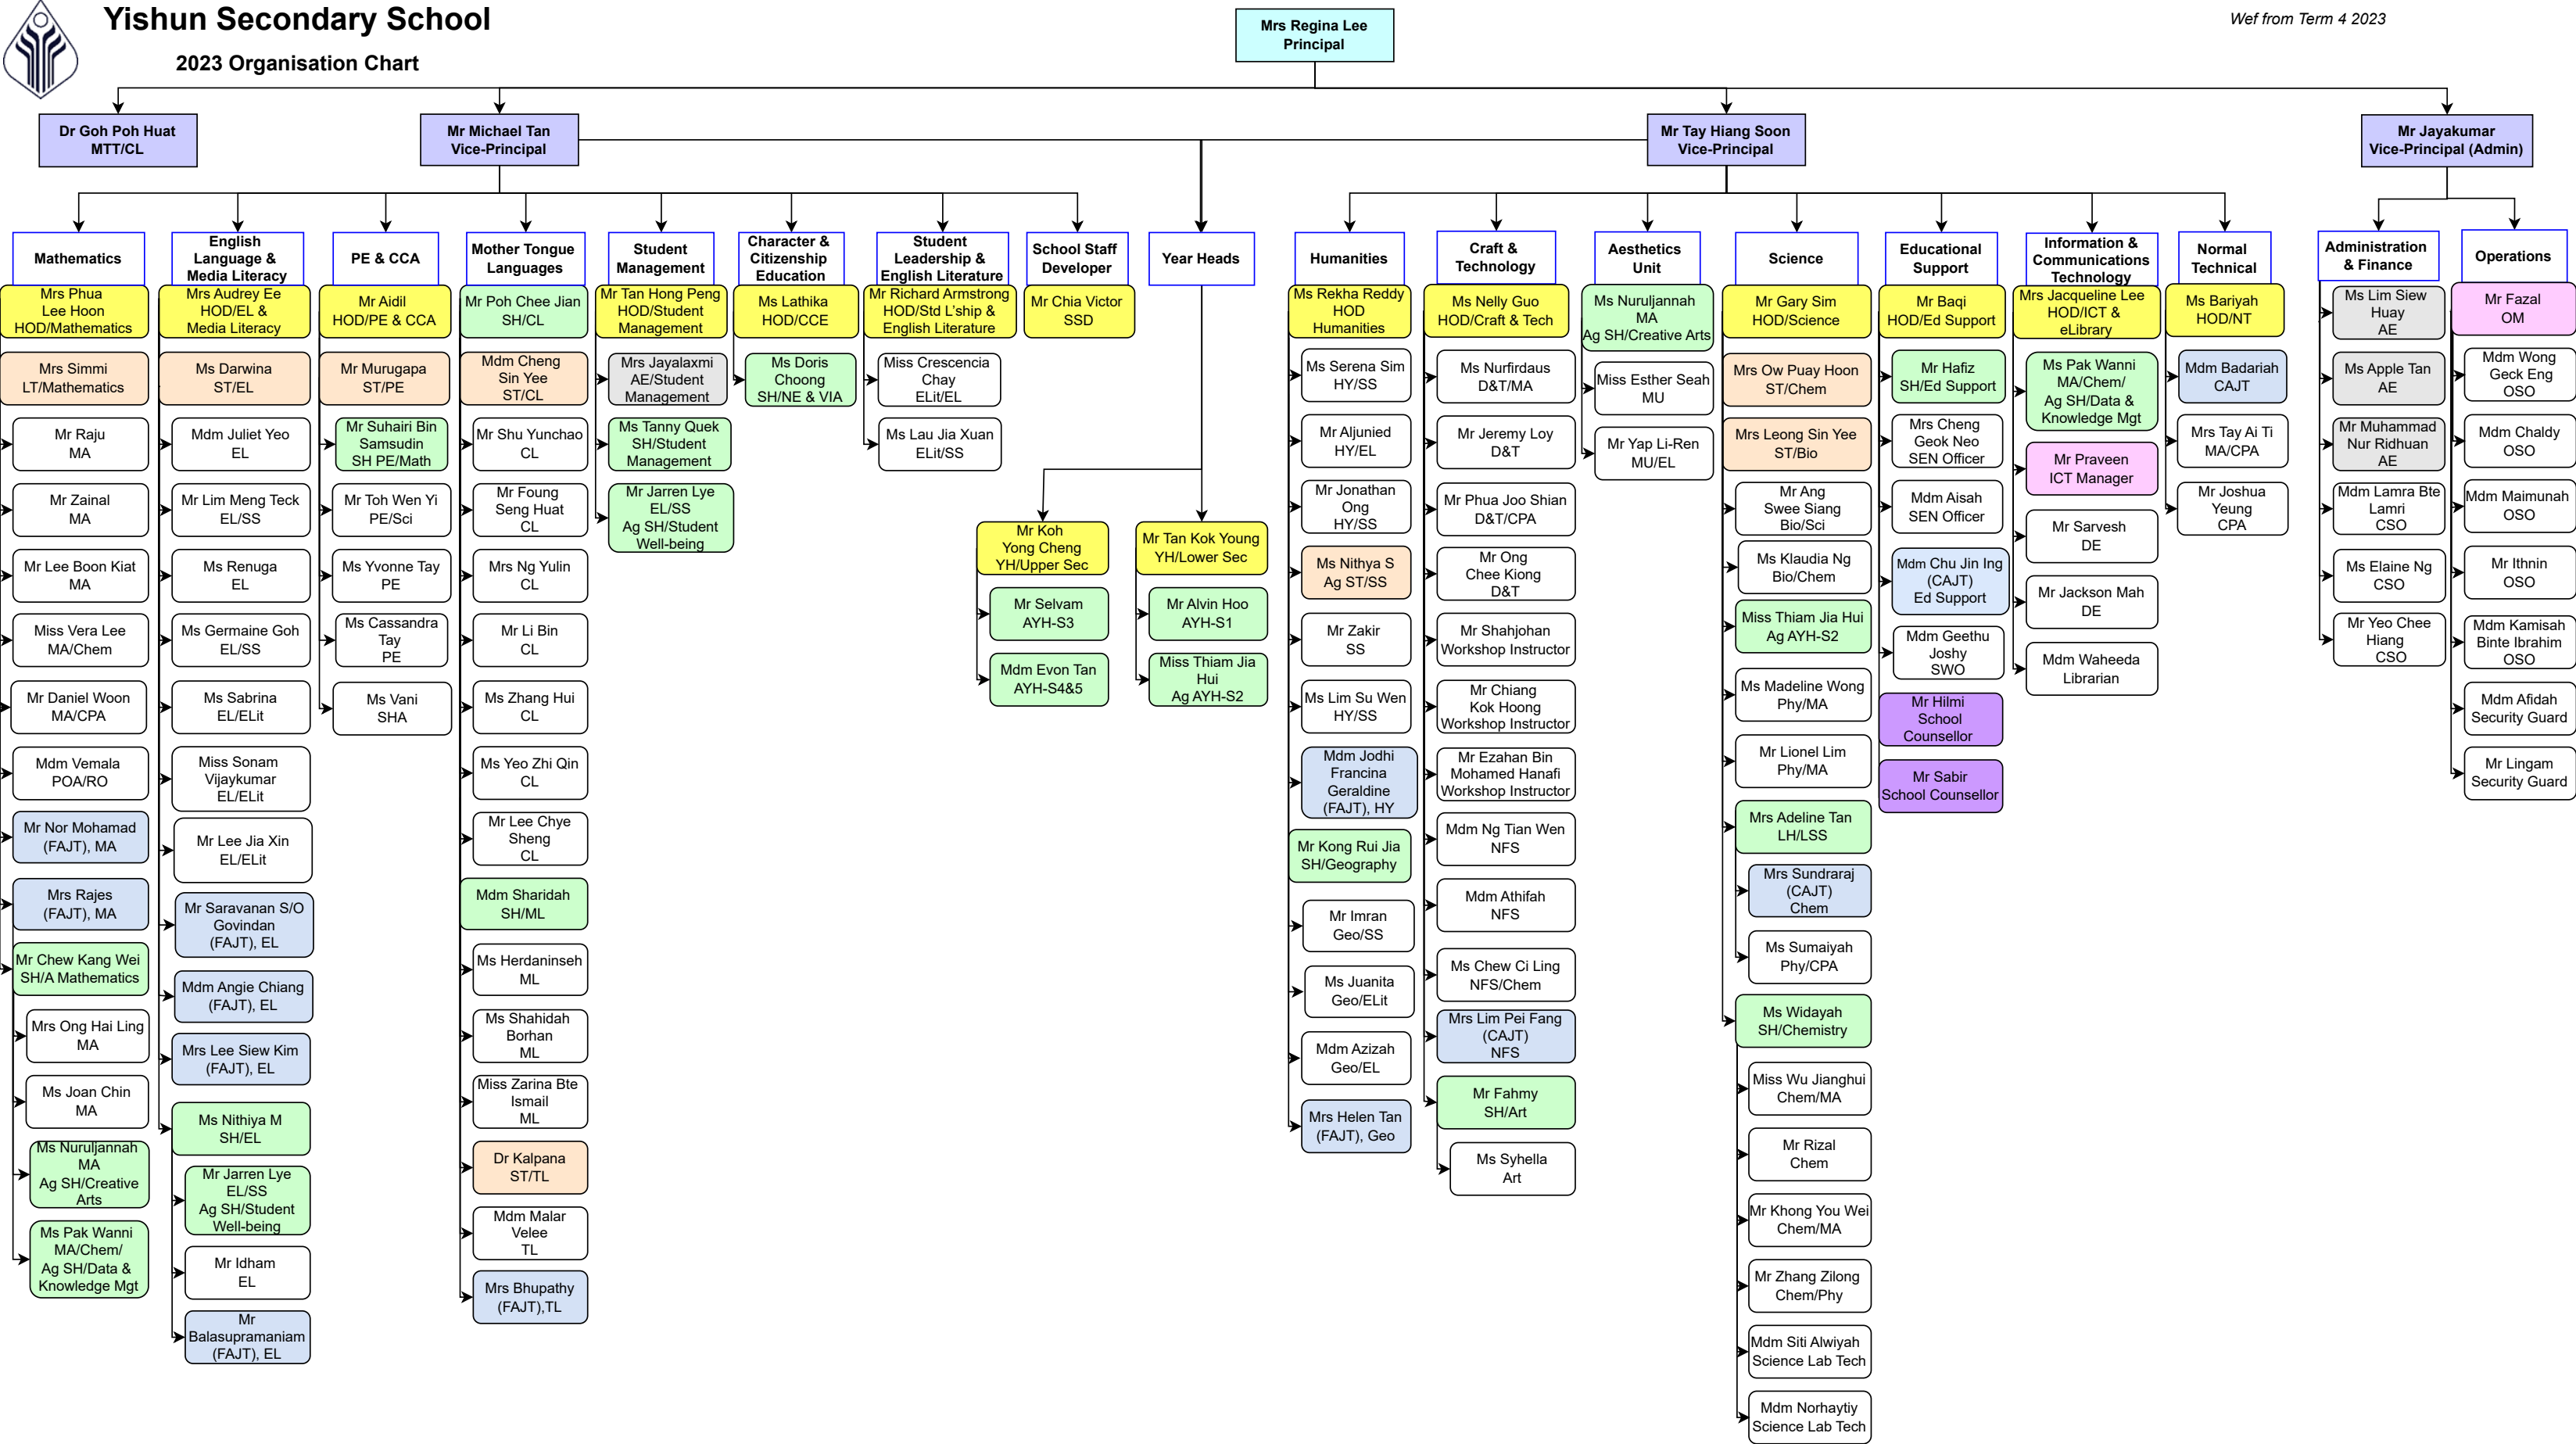 Yishun Secondary School
2023 Organisation Chart
Wef from Term 4 2023
Mrs Regina Lee
Principal
Dr Goh Poh Huat
MTT/CL
Mr Michael Tan
Vice-Principal
Mr Tay Hiang Soon
Vice-Principal
Mr Jayakumar
Vice-Principal (Admin)
Mathematics
Mrs Phua
Lee Hoon
HOD/Mathematics
Mrs Simmi
LT/Mathematics
Mr Raju
MA
Mr Zainal
MA
Mr Lee Boon Kiat
MA
Miss Vera Lee
MA/Chem
Mr Daniel Woon
MA/CPA
Mdm Vemala
POA/RO
Mr Nor Mohamad
(FAJT), MA
Mrs Rajes
(FAJT), MA
Mr Chew Kang Wei
SH/A Mathematics
Mrs Ong Hai Ling
MA
Ms Joan Chin
MA
Ms Nuruljannah
MA
Ag SH/Creative
Arts
Ms Pak Wanni
MA/Chem/
Ag SH/Data &
Knowledge Mgt
English
Language &
Media Literacy
Mrs Audrey Ee
HOD/EL &
Media Literacy
Ms Darwina
ST/EL
Mdm Juliet Yeo
EL
Mr Lim Meng Teck
EL/SS
Ms Renuga
EL
Ms Germaine Goh
EL/SS
Ms Sabrina
EL/ELit
Miss Sonam
Vijaykumar
EL/ELit
Mr Lee Jia Xin
EL/ELit
Mr Saravanan S/O
Govindan
(FAJT), EL
Mdm Angie Chiang
(FAJT), EL
Mrs Lee Siew Kim
(FAJT), EL
Ms Nithiya M
SH/EL
Mr Jarren Lye
EL/SS
Ag SH/Student
Well-being
Mr Idham
EL
Mr
Balasupramaniam
(FAJT), EL
PE & CCA
Mr Aidil
HOD/PE & CCA
Mr Murugapa
ST/PE
Mr Suhairi Bin
Samsudin
SH PE/Math
Mr Toh Wen Yi
PE/Sci
Ms Yvonne Tay
PE
Ms Cassandra
Tay
PE
Ms Vani
SHA
Mother Tongue
Languages
Mr Poh Chee Jian
SH/CL
Mdm Cheng
Sin Yee
ST/CL
Mr Shu Yunchao
CL
Mr Foung
Seng Huat
CL
Mrs Ng Yulin
CL
Mr Li Bin
CL
Ms Zhang Hui
CL
Ms Yeo Zhi Qin
CL
Mr Lee Chye
Sheng
CL
Mdm Sharidah
SH/ML
Ms Herdaninseh
ML
Ms Shahidah
Borhan
ML
Miss Zarina Bte
Ismail
ML
Dr Kalpana
ST/TL
Mdm Malar
Velee
TL
Mrs Bhupathy
(FAJT),TL
Student
Management
Mr Tan Hong Peng
HOD/Student
Management
Mrs Jayalaxmi
AE/Student
Management
Ms Tanny Quek
SH/Student
Management
Mr Jarren Lye
EL/SS
Ag SH/Student
Well-being
Character &
Citizenship
Education
Ms Lathika
HOD/CCE
Ms Doris
Choong
SH/NE & VIA
Student
Leadership &
English Literature
Mr Richard Armstrong
HOD/Std L'ship &
English Literature
Miss Crescencia
Chay
ELit/EL
Ms Lau Jia Xuan
ELit/SS
School Staff
Developer
Mr Chia Victor
SSD
Year Heads
Mr Koh
Yong Cheng
YH/Upper Sec
Mr Selvam
AYH-S3
Mdm Evon Tan
AYH-S4&5
Mr Tan Kok Young
YH/Lower Sec
Mr Alvin Hoo
AYH-S1
Miss Thiam Jia
Hui
Ag AYH-S2
Humanities
Ms Rekha Reddy
HOD
Humanities
Ms Serena Sim
HY/SS
Mr Aljunied
HY/EL
Mr Jonathan
Ong
HY/SS
Ms Nithya S
Ag ST/SS
Mr Zakir
SS
Ms Lim Su Wen
HY/SS
Mdm Jodhi
Francina
Geraldine
(FAJT), HY
Mr Kong Rui Jia
SH/Geography
Mr Imran
Geo/SS
Ms Juanita
Geo/ELit
Mdm Azizah
Geo/EL
Mrs Helen Tan
(FAJT), Geo
Craft &
Technology
Ms Nelly Guo
HOD/Craft & Tech
Ms Nurfirdaus
D&T/MA
Mr Jeremy Loy
D&T
Mr Phua Joo Shian
D&T/CPA
Mr Ong
Chee Kiong
D&T
Mr Shahjohan
Workshop Instructor
Mr Chiang
Kok Hoong
Workshop Instructor
Mr Ezahan Bin
Mohamed Hanafi
Workshop Instructor
Mdm Ng Tian Wen
NFS
Mdm Athifah
NFS
Ms Chew Ci Ling
NFS/Chem
Mrs Lim Pei Fang
(CAJT)
NFS
Mr Fahmy
SH/Art
Ms Syhella
Art
Aesthetics
Unit
Ms Nuruljannah
MA
Ag SH/Creative Arts
Miss Esther Seah
MU
Mr Yap Li-Ren
MU/EL
Science
Mr Gary Sim
HOD/Science
Mrs Ow Puay Hoon
ST/Chem
Mrs Leong Sin Yee
ST/Bio
Mr Ang
Swee Siang
Bio/Sci
Ms Klaudia Ng
Bio/Chem
Miss Thiam Jia Hui
Ag AYH-S2
Ms Madeline Wong
Phy/MA
Mr Lionel Lim
Phy/MA
Mrs Adeline Tan
LH/LSS
Mrs Sundraraj
(CAJT)
Chem
Ms Sumaiyah
Phy/CPA
Ms Widayah
SH/Chemistry
Miss Wu Jianghui
Chem/MA
Mr Rizal
Chem
Mr Khong You Wei
Chem/MA
Mr Zhang Zilong
Chem/Phy
Mdm Siti Alwiyah
Science Lab Tech
Mdm Norhaytiy
Science Lab Tech
Educational
Support
Mr Baqi
HOD/Ed Support
Mr Hafiz
SH/Ed Support
Mrs Cheng
Geok Neo
SEN Officer
Mdm Aisah
SEN Officer
Mdm Chu Jin Ing
(CAJT)
Ed Support
Mdm Geethu
Joshy
SWO
Mr Hilmi
School
Counsellor
Mr Sabir
School Counsellor
Information &
Communications
Technology
Mrs Jacqueline Lee
HOD/ICT &
eLibrary
Ms Pak Wanni
MA/Chem/
Ag SH/Data &
Knowledge Mgt
Mr Praveen
ICT Manager
Mr Sarvesh
DE
Mr Jackson Mah
DE
Mdm Waheeda
Librarian
Normal
Technical
Ms Bariyah
HOD/NT
Mdm Badariah
CAJT
Mrs Tay Ai Ti
MA/CPA
Mr Joshua
Yeung
CPA
Administration
& Finance
Ms Lim Siew
Huay
AE
Ms Apple Tan
AE
Mr Muhammad
Nur Ridhuan
AE
Mdm Lamra Bte
Lamri
CSO
Ms Elaine Ng
CSO
Mr Yeo Chee
Hiang
CSO
Operations
Mr Fazal
OM
Mdm Wong
Geck Eng
OSO
Mdm Chaldy
OSO
Mdm Maimunah
OSO
Mr Ithnin
OSO
Mdm Kamisah
Binte Ibrahim
OSO
Mdm Afidah
Security Guard
Mr Lingam
Security Guard